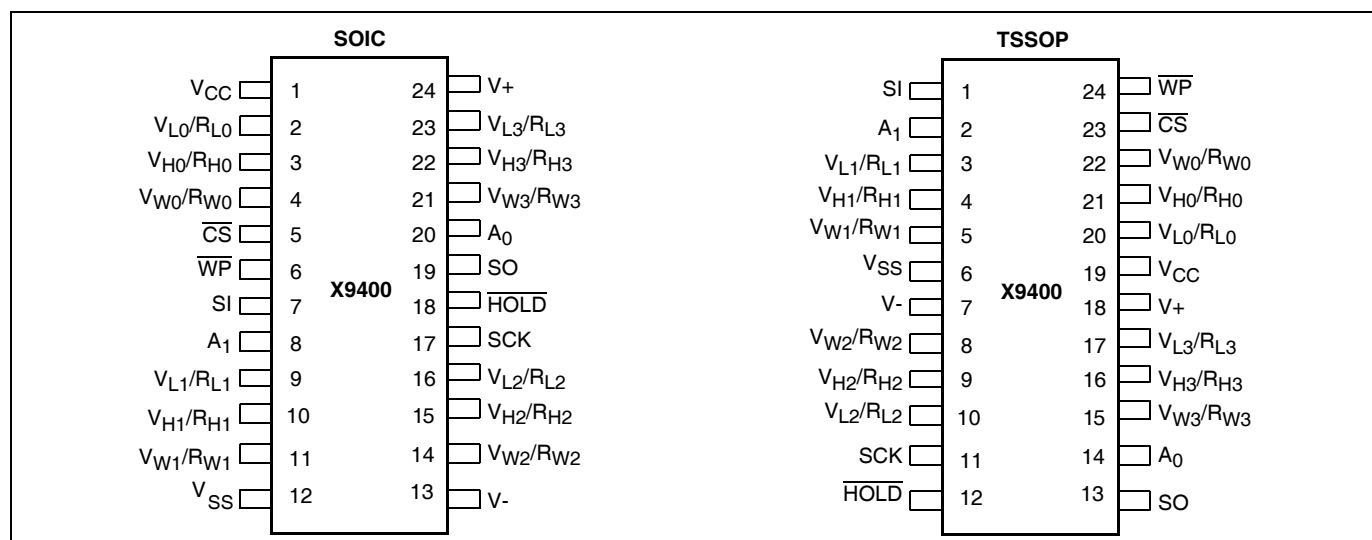 SOIC
V_CC 1 24 V+
V_L0/R_L0 2 23 V_L3/R_L3
V_H0/R_H0 3 22 V_H3/R_H3
V_W0/R_W0 4 21 V_W3/R_W3
C̅S̅ 5 20 A_0
W̅P̅ 6 19 SO
X9400
SI 7 18 H̅O̅L̅D̅
A_1 8 17 SCK
V_L1/R_L1 9 16 V_L2/R_L2
V_H1/R_H1 10 15 V_H2/R_H2
V_W1/R_W1 11 14 V_W2/R_W2
V_SS 12 13 V-
TSSOP
SI 1 24 W̅P̅
A_1 2 23 C̅S̅
V_L1/R_L1 3 22 V_W0/R_W0
V_H1/R_H1 4 21 V_H0/R_H0
V_W1/R_W1 5 20 V_L0/R_L0
V_SS 6 19 V_CC
X9400
V- 7 18 V+
V_W2/R_W2 8 17 V_L3/R_L3
V_H2/R_H2 9 16 V_H3/R_H3
V_L2/R_L2 10 15 V_W3/R_W3
SCK 11 14 A_0
H̅O̅L̅D̅ 12 13 SO